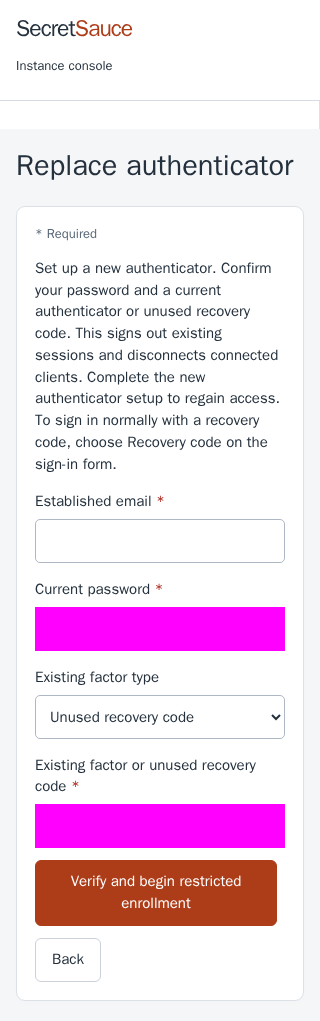 SecretSauce
Instance console
Replace authenticator
* Required
Set up a new authenticator. Confirm
your password and a current
authenticator or unused recovery
code. This signs out existing
sessions and disconnects connected
clients. Complete the new
authenticator setup to regain access.
To sign in normally with a recovery
code, choose Recovery code on the
sign-in form.
Established email *
Current password *
Existing factor type
Unused recovery code
Existing factor or unused recovery
code *
Verify and begin restricted
enrollment
Back